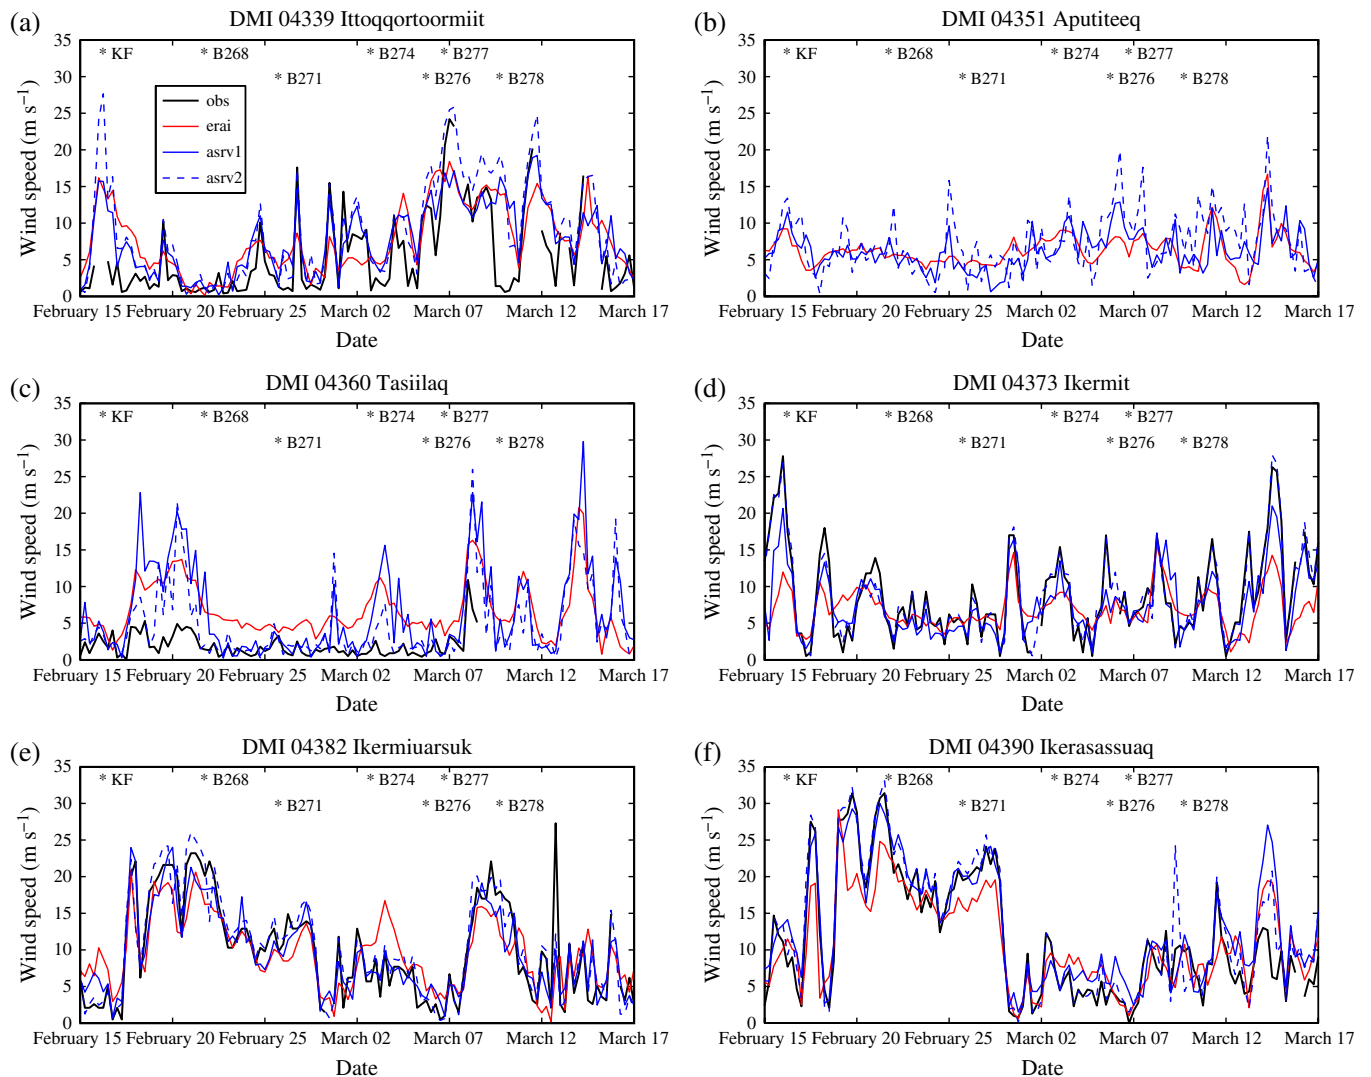 (a) DMI 04339 Ittoqqortoormiit
35
30
25
20
15
10
5
0
Wind speed (m s⁻¹)
* KF * B268 * B274 * B277
* B271 * B276 * B278
obs
erai
asrv1
asrv2
February 15 February 20 February 25 March 02 March 07 March 12 March 17
Date
(b) DMI 04351 Aputiteeq
35
30
25
20
15
10
5
0
Wind speed (m s⁻¹)
* KF * B268 * B274 * B277
* B271 * B276 * B278
February 15 February 20 February 25 March 02 March 07 March 12 March 17
Date
(c) DMI 04360 Tasiilaq
35
30
25
20
15
10
5
0
Wind speed (m s⁻¹)
* KF * B268 * B274 * B277
* B271 * B276 * B278
February 15 February 20 February 25 March 02 March 07 March 12 March 17
Date
(d) DMI 04373 Ikermit
35
30
25
20
15
10
5
0
Wind speed (m s⁻¹)
* KF * B268 * B274 * B277
* B271 * B276 * B278
February 15 February 20 February 25 March 02 March 07 March 12 March 17
Date
(e) DMI 04382 Ikermiuarsuk
35
30
25
20
15
10
5
0
Wind speed (m s⁻¹)
* KF * B268 * B274 * B277
* B271 * B276 * B278
February 15 February 20 February 25 March 02 March 07 March 12 March 17
Date
(f) DMI 04390 Ikerasassuaq
35
30
25
20
15
10
5
0
Wind speed (m s⁻¹)
* KF * B268 * B274 * B277
* B271 * B276 * B278
February 15 February 20 February 25 March 02 March 07 March 12 March 17
Date